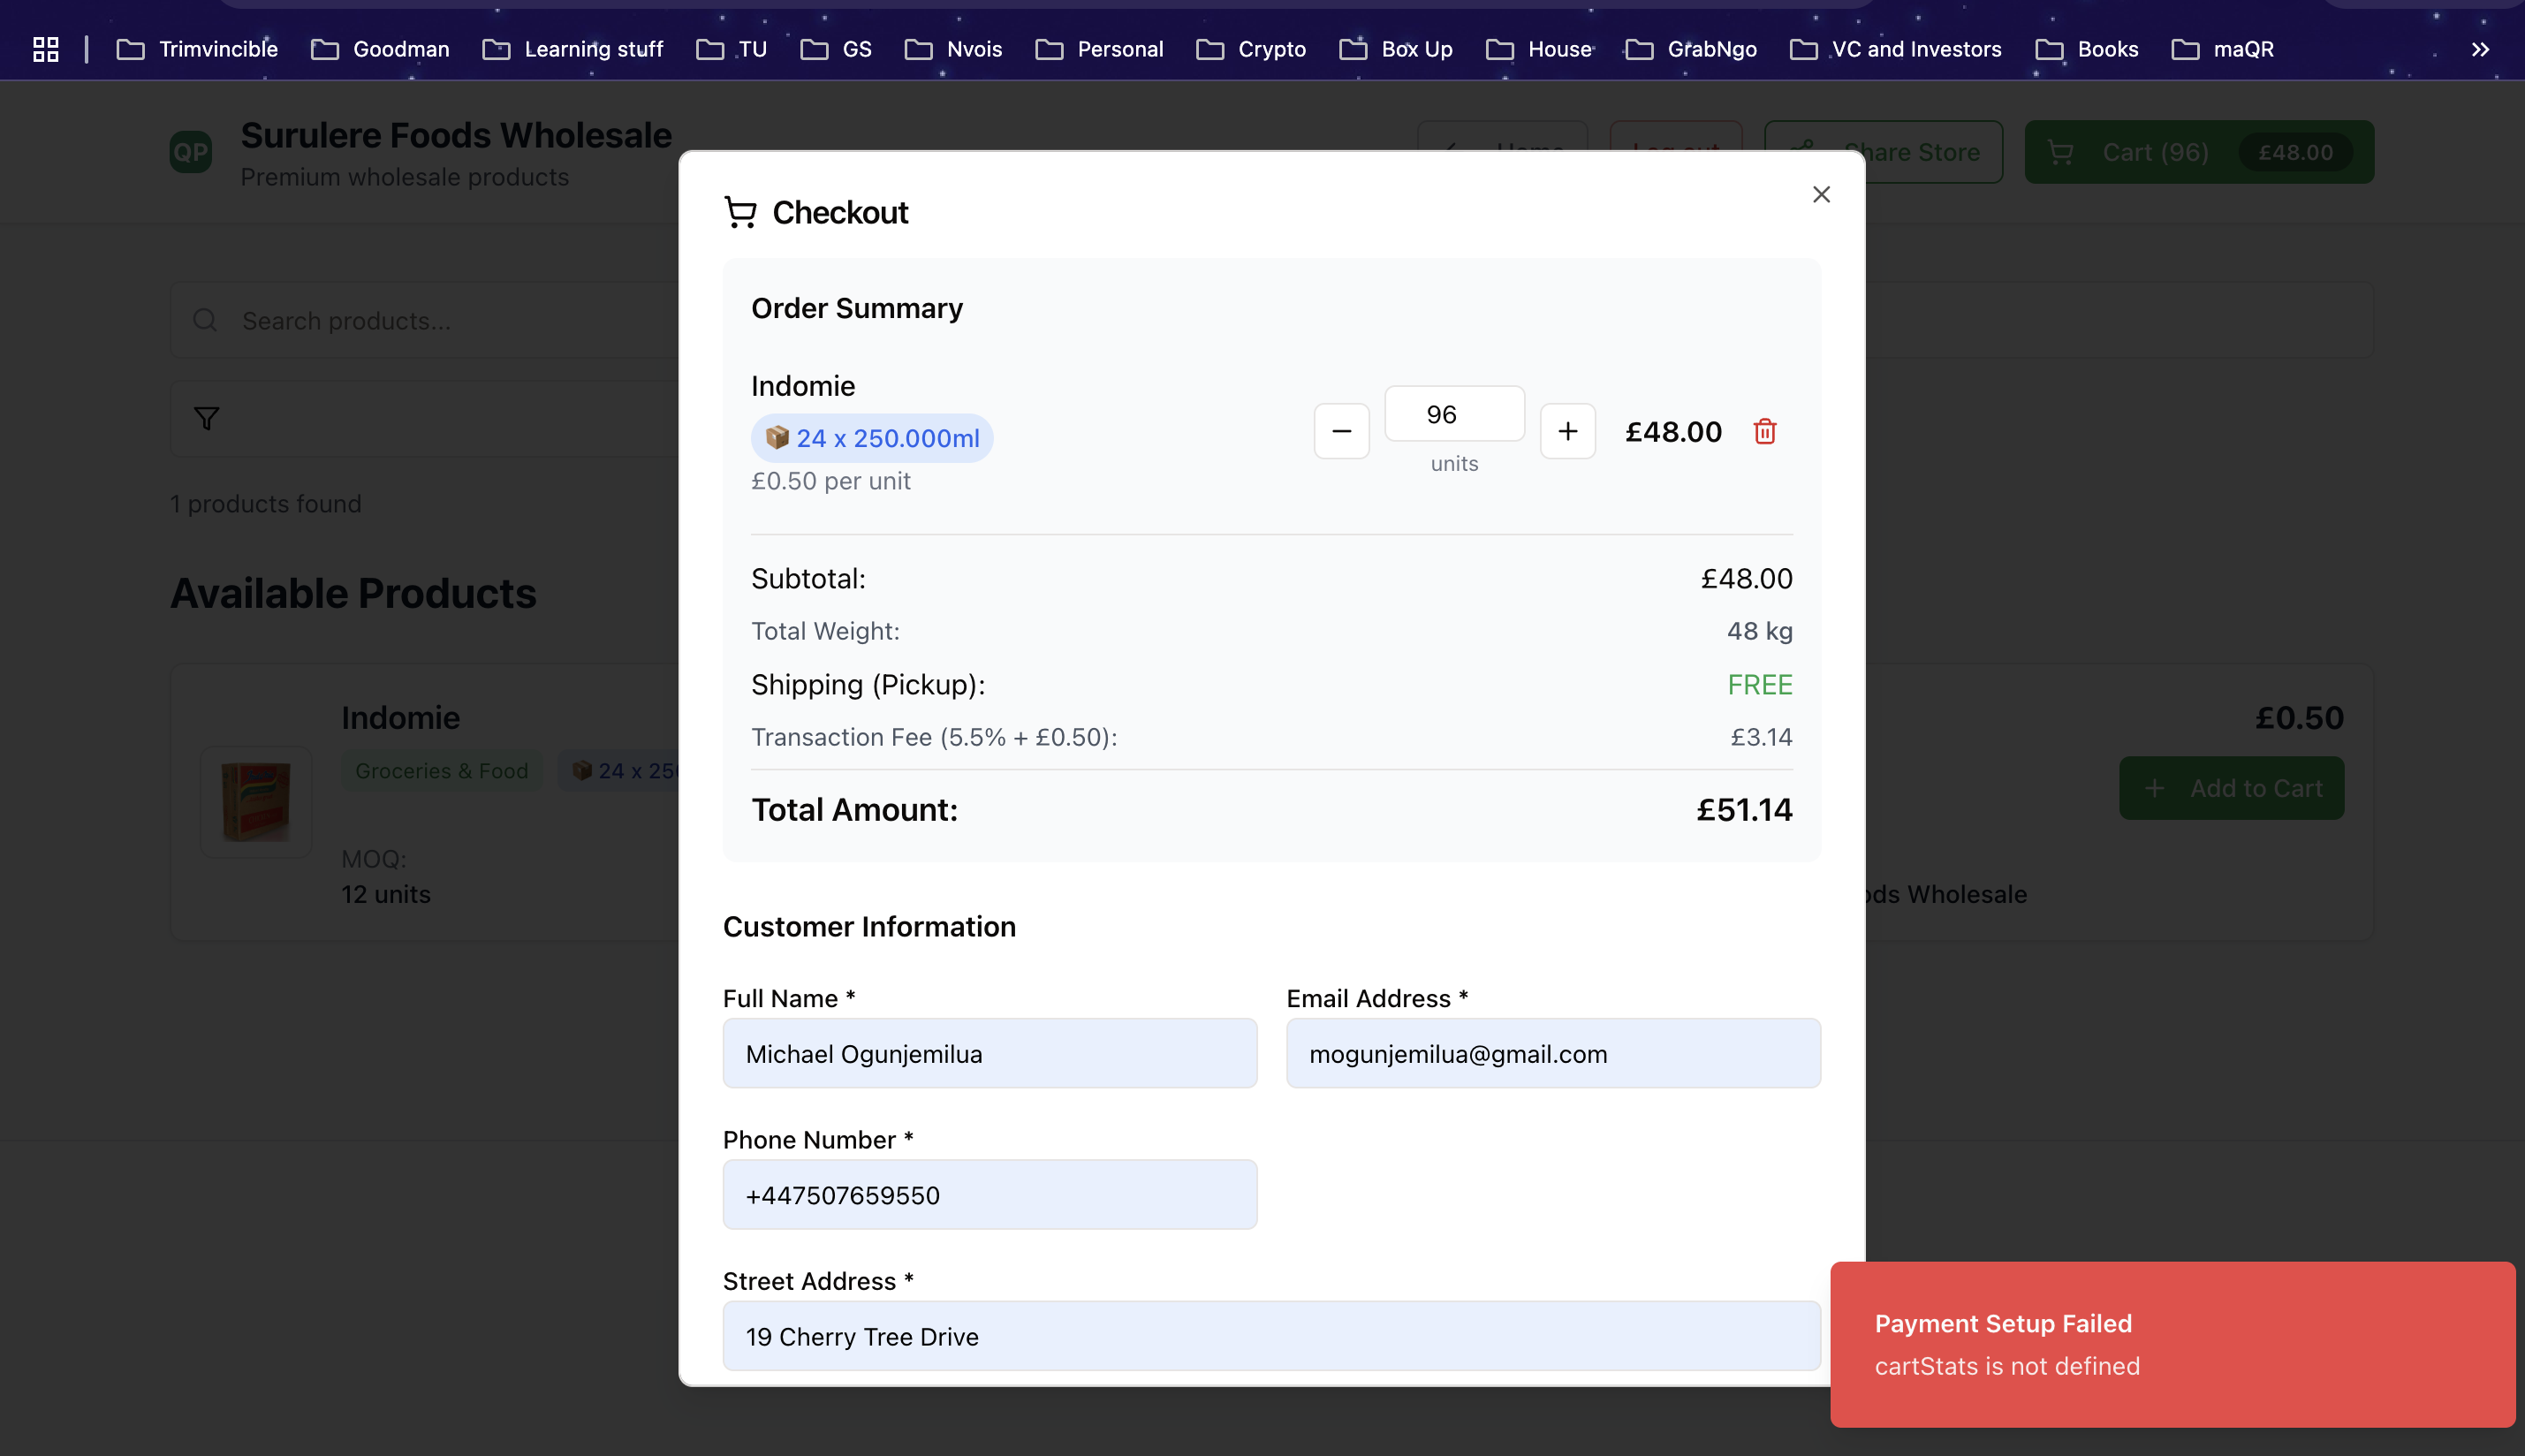 Trimvincible Goodman Learning stuff TU GS Nvois Personal Crypto Box Up House GrabNgo VC and Investors Books maQR
QP
Surulere Foods Wholesale
Premium wholesale products
Home
Log out
Share Store
Cart (96) £48.00
Search products...
1 products found
Available Products
Indomie
Groceries & Food
📦 24 x 25
MOQ:
12 units
£0.50
+ Add to Cart
ods Wholesale
Checkout
Order Summary
Indomie
📦 24 x 250.000ml
£0.50 per unit
− 96 + £48.00
units
Subtotal: £48.00
Total Weight: 48 kg
Shipping (Pickup): FREE
Transaction Fee (5.5% + £0.50): £3.14
Total Amount: £51.14
Customer Information
Full Name * Email Address *
Michael Ogunjemilua mogunjemilua@gmail.com
Phone Number *
+447507659550
Street Address *
19 Cherry Tree Drive
Payment Setup Failed
cartStats is not defined